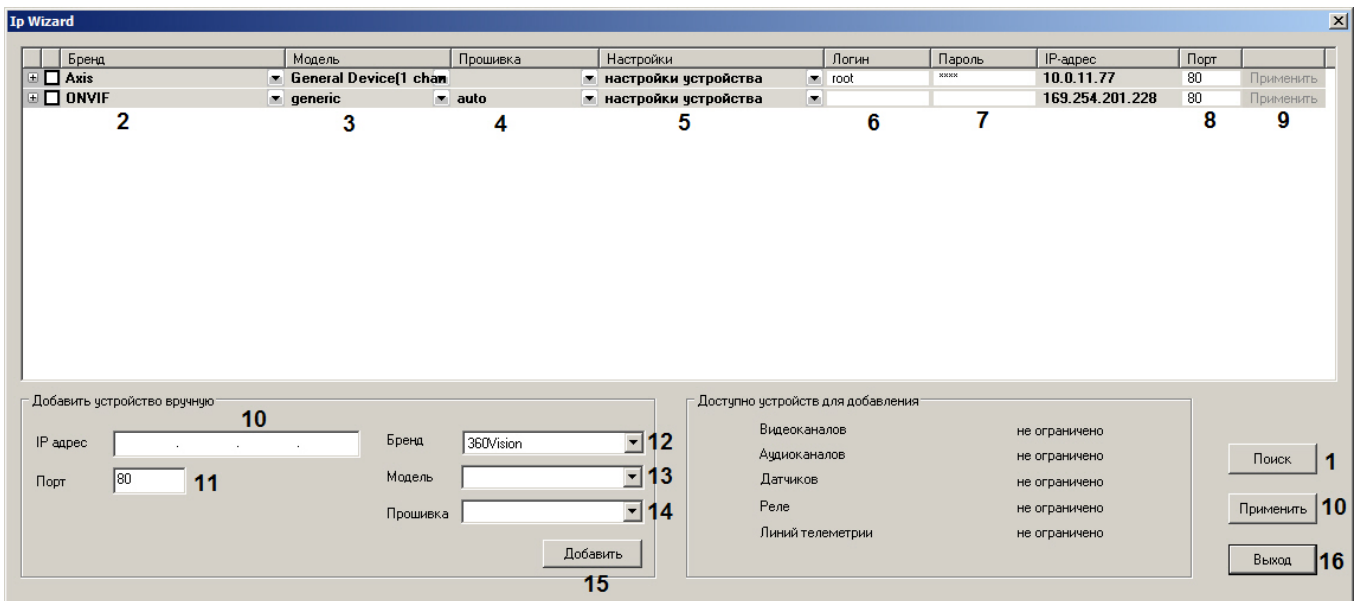 Ip Wizard
Бренд Модель Прошивка Настройки Логин Пароль IP-адрес Порт
Axis General Device(1 chan настройки устройства root **** 10.0.11.77 80 Применить
ONVIF generic auto настройки устройства 169.254.201.228 80 Применить
2 3 4 5 6 7 8 9
Добавить устройство вручную
10
IP адрес . . .
Порт 80 11
Бренд 360Vision 12
Модель 13
Прошивка 14
Добавить
15
Доступно устройств для добавления
Видеоканалов не ограничено
Аудиоканалов не ограничено
Датчиков не ограничено
Реле не ограничено
Линий телеметрии не ограничено
Поиск 1
Применить 10
Выход 16